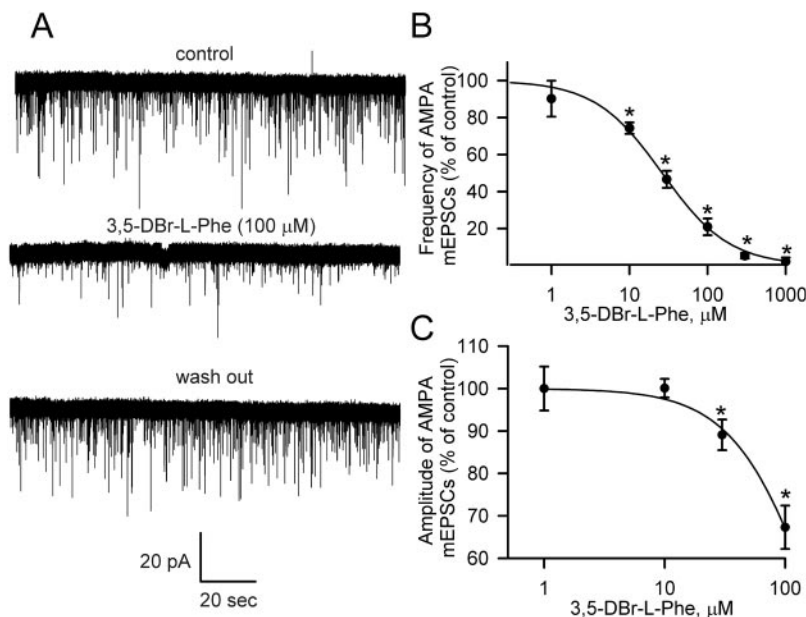 A
control
3,5-DBr-L-Phe (100 μM)
wash out
20 pA
20 sec
B
Frequency of AMPA
mEPSCs (% of control)
100
80
60
40
20
* * * * *
1 10 100 1000
3,5-DBr-L-Phe, μM
C
Amplitude of AMPA
mEPSCs (% of control)
110
100
90
80
70
60
* *
1 10 100
3,5-DBr-L-Phe, μM